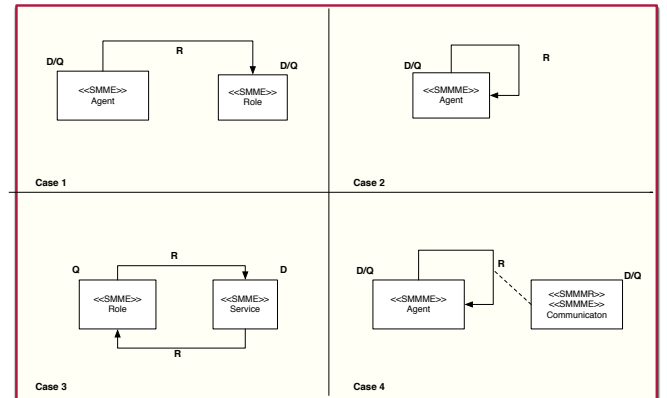 R
D/Q
D/Q
<<SMME>>
Agent
<<SMME>>
Role
Case 1
R
D/Q
<<SMMME>>
Agent
Case 2
R
Q
D
<<SMME>>
Role
<<SMME>>
Service
R
Case 3
R
D/Q
D/Q
<<SMMME>>
Agent
<<SMMMR>>
<<SMMME>>
Communicaton
Case 4